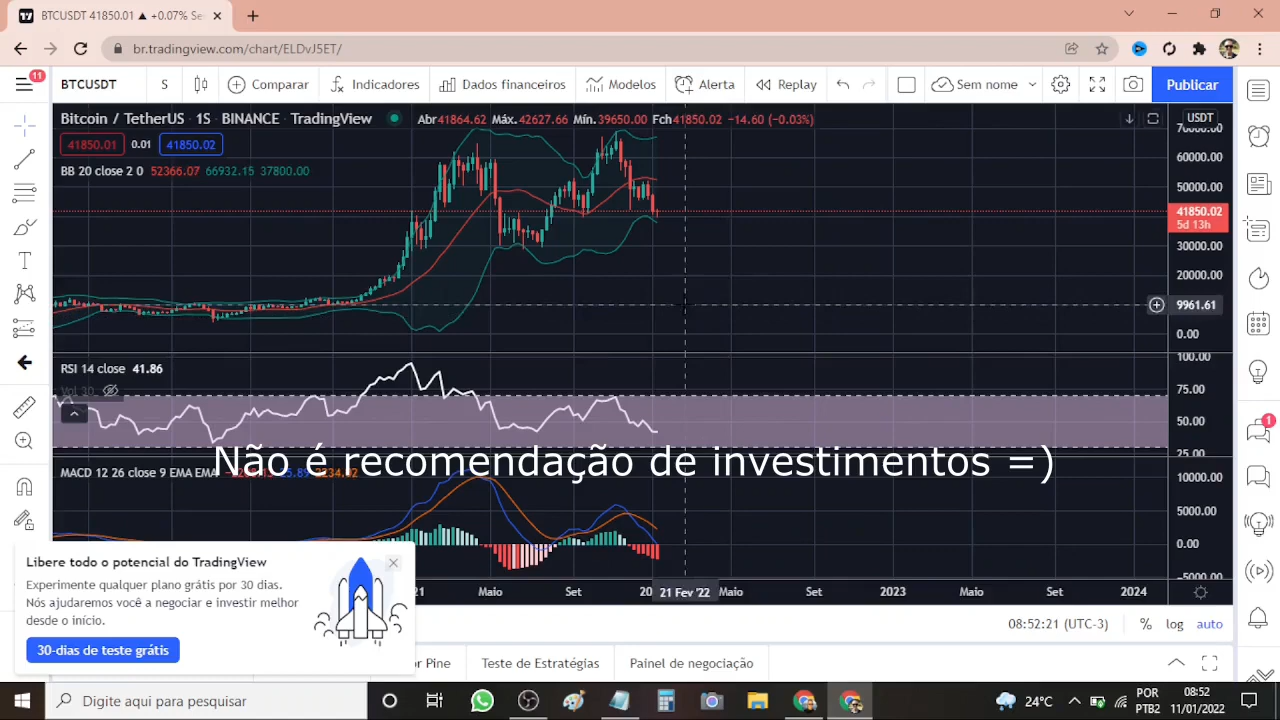 BTCUSDT 41850.01 ▲ +0.07% Se
br.tradingview.com/chart/ELDvJ5ET/
11
BTCUSDT
S
Comparar
Indicadores
Dados financeiros
Modelos
Alerta
Replay
Sem nome
Publicar
Bitcoin / TetherUS · 1S · BINANCE · TradingView
Abr41864.62 Máx.42627.66 Mín.39650.00 Fch41850.02 −14.60 (−0.03%)
USDT
41850.01 0.01 41850.02
BB 20 close 2 0 52366.07 66932.15 37800.00
70000.00
60000.00
50000.00
41850.02
5d 13h
30000.00
20000.00
9961.61
0.00
RSI 14 close 41.86
Vol 30
100.00
75.00
50.00
25.00
1
Não é recomendação de investimentos =)
MACD 12 26 close 9 EMA EMA
10000.00
5000.00
0.00
−5000.00
21 Maio Set 20 21 Fev '22 Maio Set 2023 Maio Set 2024
Libere todo o potencial do TradingView
Experimente qualquer plano grátis por 30 dias.
Nós ajudaremos você a negociar e investir melhor
desde o início.
30-dias de teste grátis
08:52:21 (UTC-3) % log auto
or Pine
Teste de Estratégias
Painel de negociação
Digite aqui para pesquisar
24°C
POR
PTB2
08:52
11/01/2022